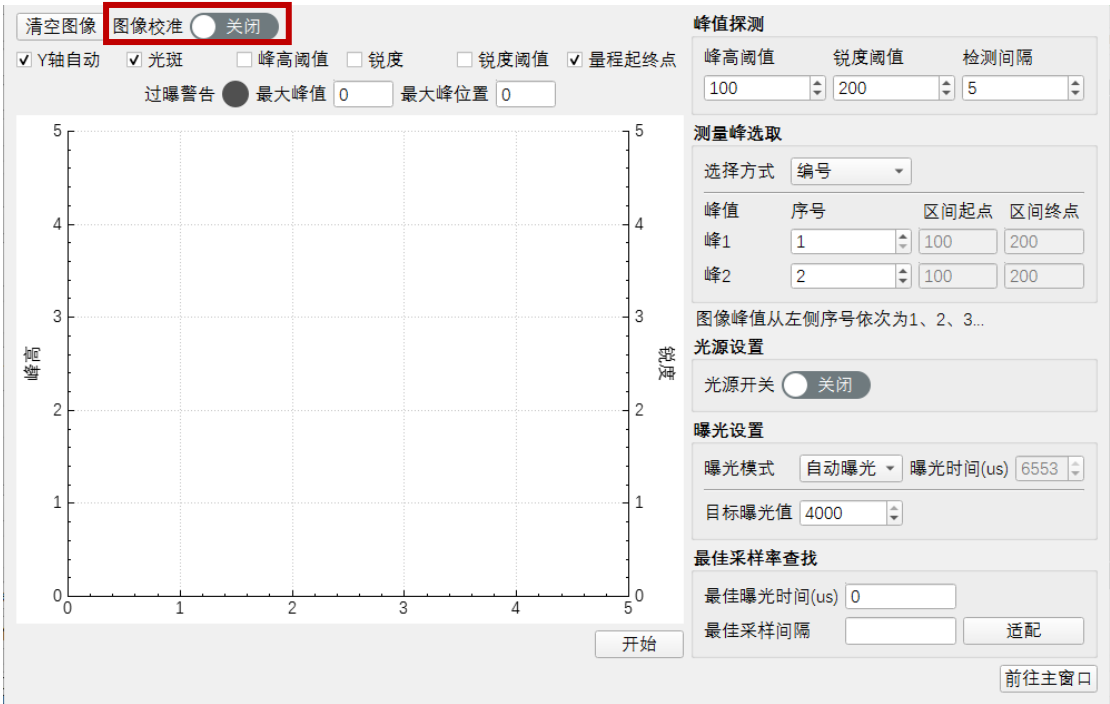 清空图像 图像校准 关闭
Y轴自动 光斑 峰高阈值 锐度 锐度阈值 量程起终点
过曝警告 最大峰值 0 最大峰位置 0
5 5
4 4
3 3
峰高 锐度
2 2
1 1
0 0
0 1 2 3 4 5
开始
峰值探测
峰高阈值 锐度阈值 检测间隔
100 200 5
测量峰选取
选择方式 编号
峰值 序号 区间起点 区间终点
峰1 1 100 200
峰2 2 100 200
图像峰值从左侧序号依次为1、2、3...
光源设置
光源开关 关闭
曝光设置
曝光模式 自动曝光 曝光时间(us) 6553
目标曝光值 4000
最佳采样率查找
最佳曝光时间(us) 0
最佳采样间隔 适配
前往主窗口